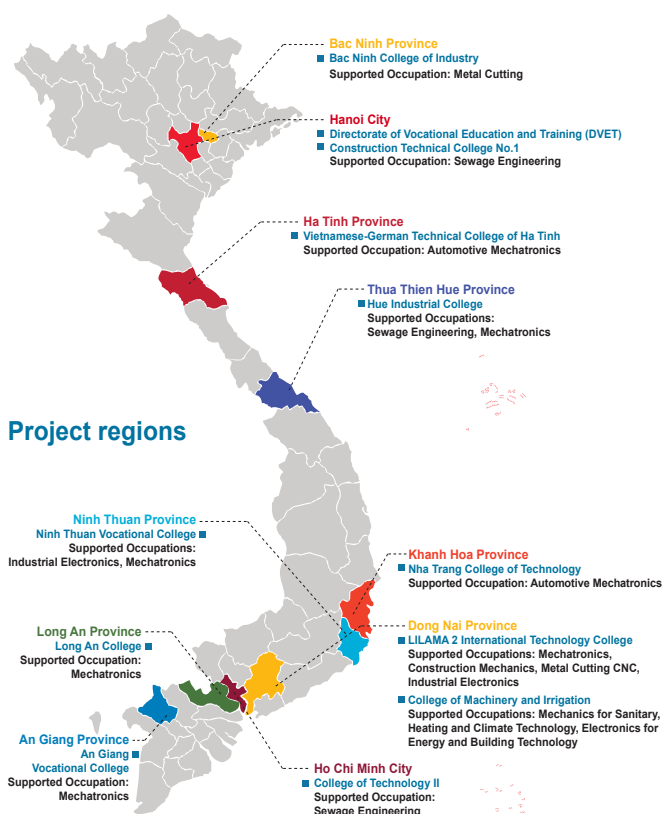 Bac Ninh Province
Bac Ninh College of Industry
Supported Occupation: Metal Cutting
Hanoi City
Directorate of Vocational Education and Training (DVET)
Construction Technical College No.1
Supported Occupation: Sewage Engineering
Ha Tinh Province
Vietnamese-German Technical College of Ha Tinh
Supported Occupation: Automotive Mechatronics
Thua Thien Hue Province
Hue Industrial College
Supported Occupations:
Sewage Engineering, Mechatronics
Project regions
Ninh Thuan Province
Ninh Thuan Vocational College
Supported Occupations:
Industrial Electronics, Mechatronics
Khanh Hoa Province
Nha Trang College of Technology
Supported Occupation: Automotive Mechatronics
Long An Province
Long An College
Supported Occupation:
Mechatronics
Dong Nai Province
LILAMA 2 International Technology College
Supported Occupations: Mechatronics,
Construction Mechanics, Metal Cutting CNC,
Industrial Electronics
College of Machinery and Irrigation
Supported Occupations: Mechanics for Sanitary,
Heating and Climate Technology, Electronics for
Energy and Building Technology
An Giang Province
An Giang
Vocational College
Supported Occupation:
Mechatronics
Ho Chi Minh City
College of Technology II
Supported Occupation:
Sewage Engineering